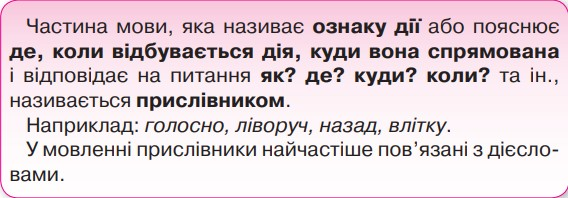 Частина мови, яка називає ознаку дії або пояснює
де, коли відбувається дія, куди вона спрямована
і відповідає на питання як? де? куди? коли? та ін.,
називається прислівником.
Наприклад: голосно, ліворуч, назад, влітку.
У мовленні прислівники найчастіше пов’язані з дієсло-
вами.